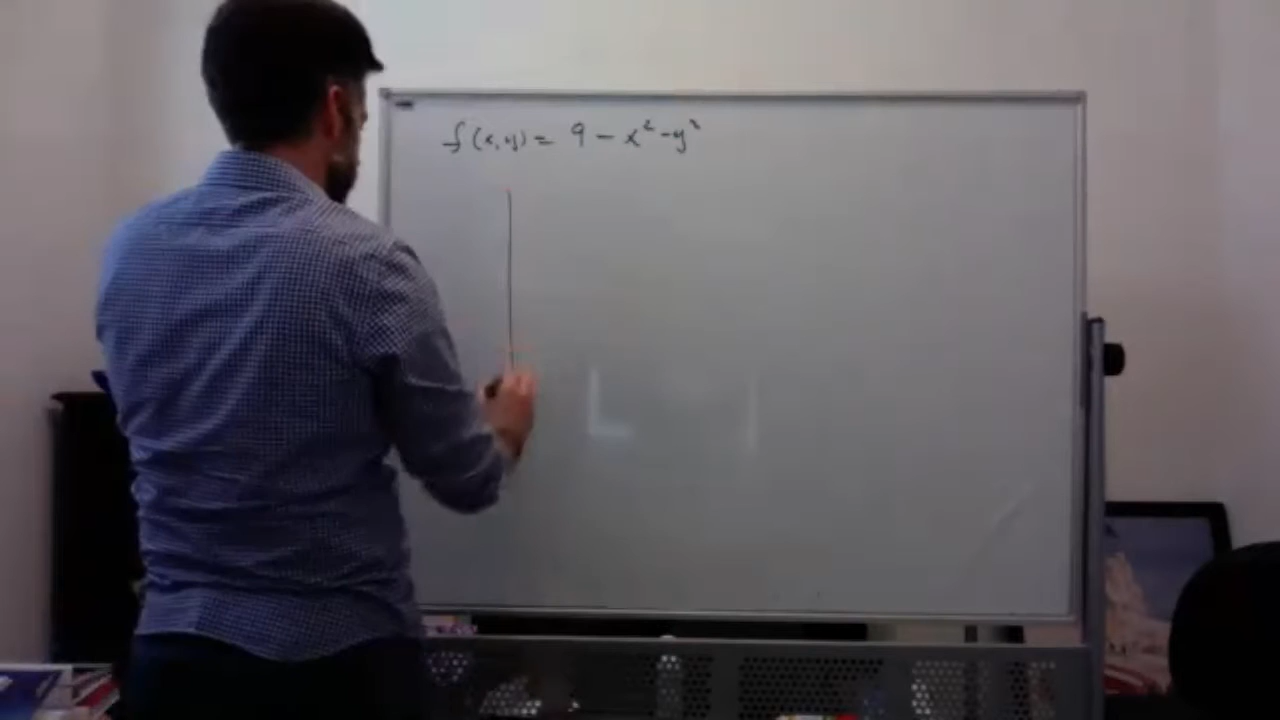 f(x,y) = 9 - x² - y²